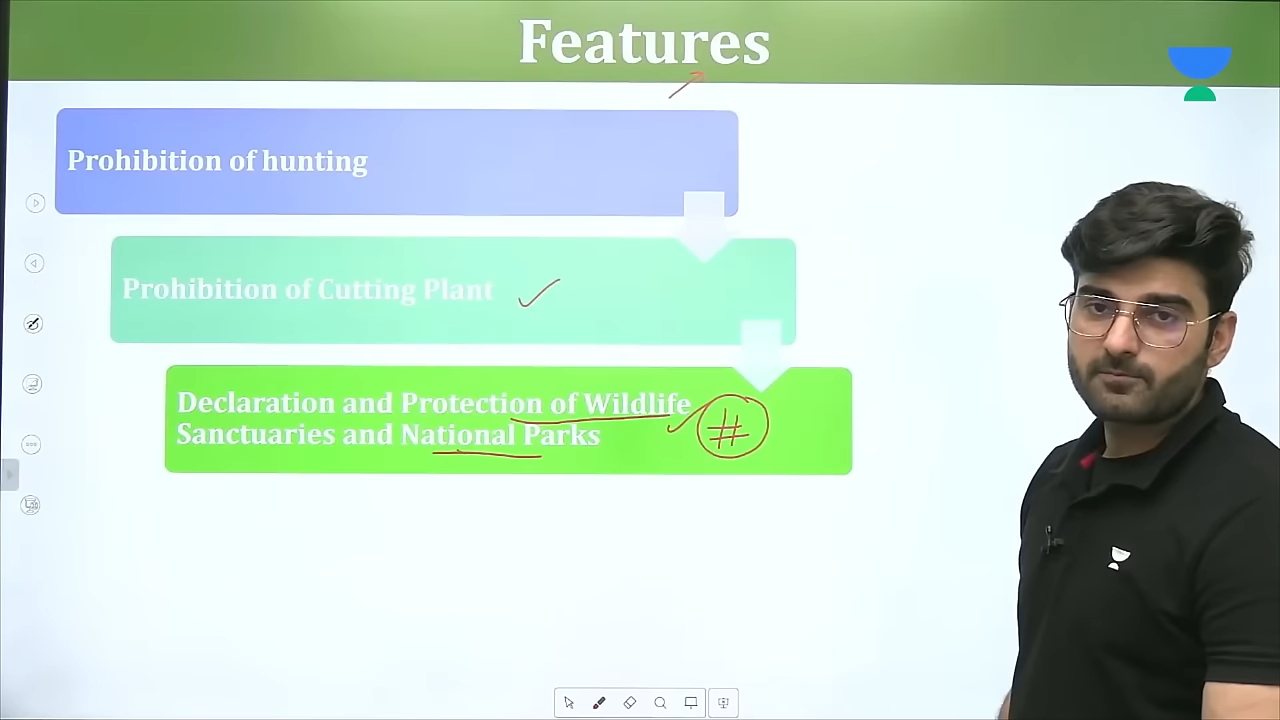 Features
Prohibition of hunting
Prohibition of Cutting Plant
Declaration and Protection of Wildlife
Sanctuaries and National Parks
#